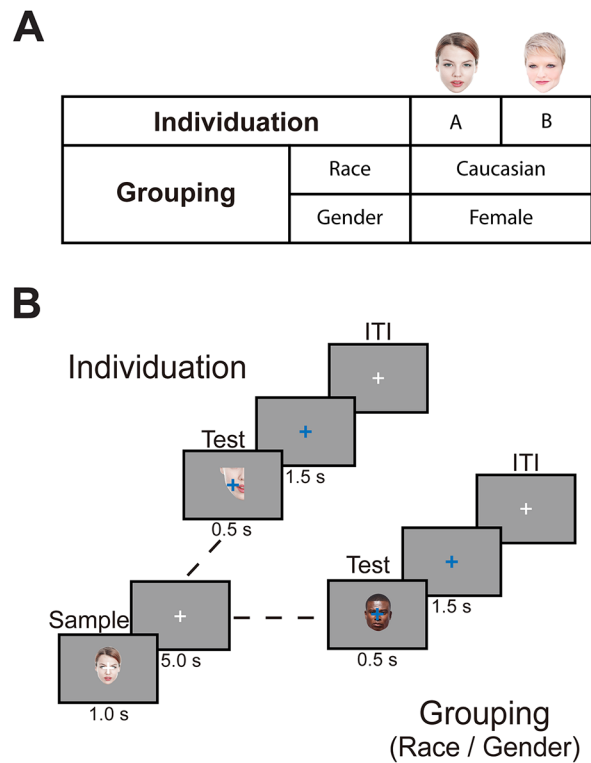 A
Individuation A B
Grouping Race Caucasian
Gender Female
B
Individuation
ITI
Test
1.5 s
0.5 s
ITI
Test
1.5 s
0.5 s
Sample
5.0 s
1.0 s
Grouping
(Race / Gender)